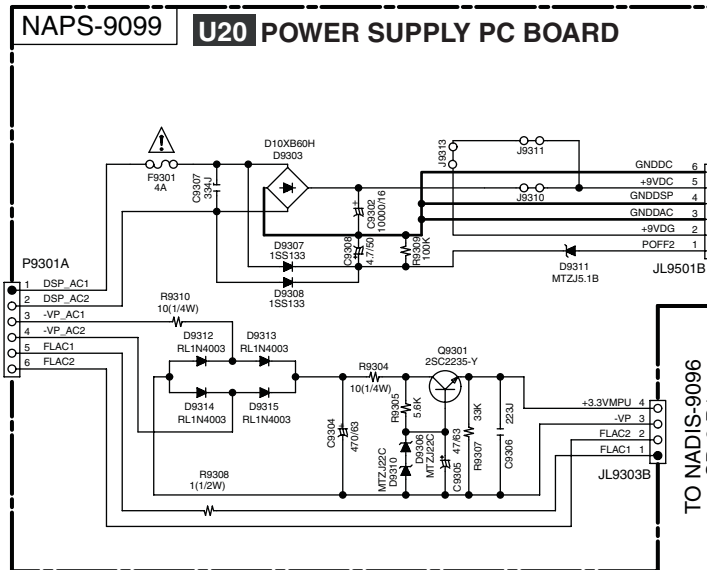 NAPS-9099
U20 POWER SUPPLY PC BOARD
D10XB60H
D9303
F9301
4A
C9307
334J
C9302
10000/16
C9308
4.7/50
R9309
100K
D9307
1SS133
D9308
1SS133
J9313
J9311
J9310
D9311
MTZJ5.1B
GNDDC 6
+9VDC 5
GNDDSP 4
GNDDAC 3
+9VDG 2
POFF2 1
JL9501B
P9301A
1 DSP_AC1
2 DSP_AC2
3 -VP_AC1
4 -VP_AC2
5 FLAC1
6 FLAC2
R9310
10(1/4W)
D9312
RL1N4003
D9313
RL1N4003
D9314
RL1N4003
D9315
RL1N4003
R9308
1(1/2W)
C9304
470/63
R9304
10(1/4W)
R9305
5.6K
MTZJ22C
D9310
D9306
MTZJ22C
Q9301
2SC2235-Y
C9305
47/63
R9307
33K
C9306
223J
+3.3VMPU 4
-VP 3
FLAC2 2
FLAC1 1
JL9303B
TO NADIS-9096